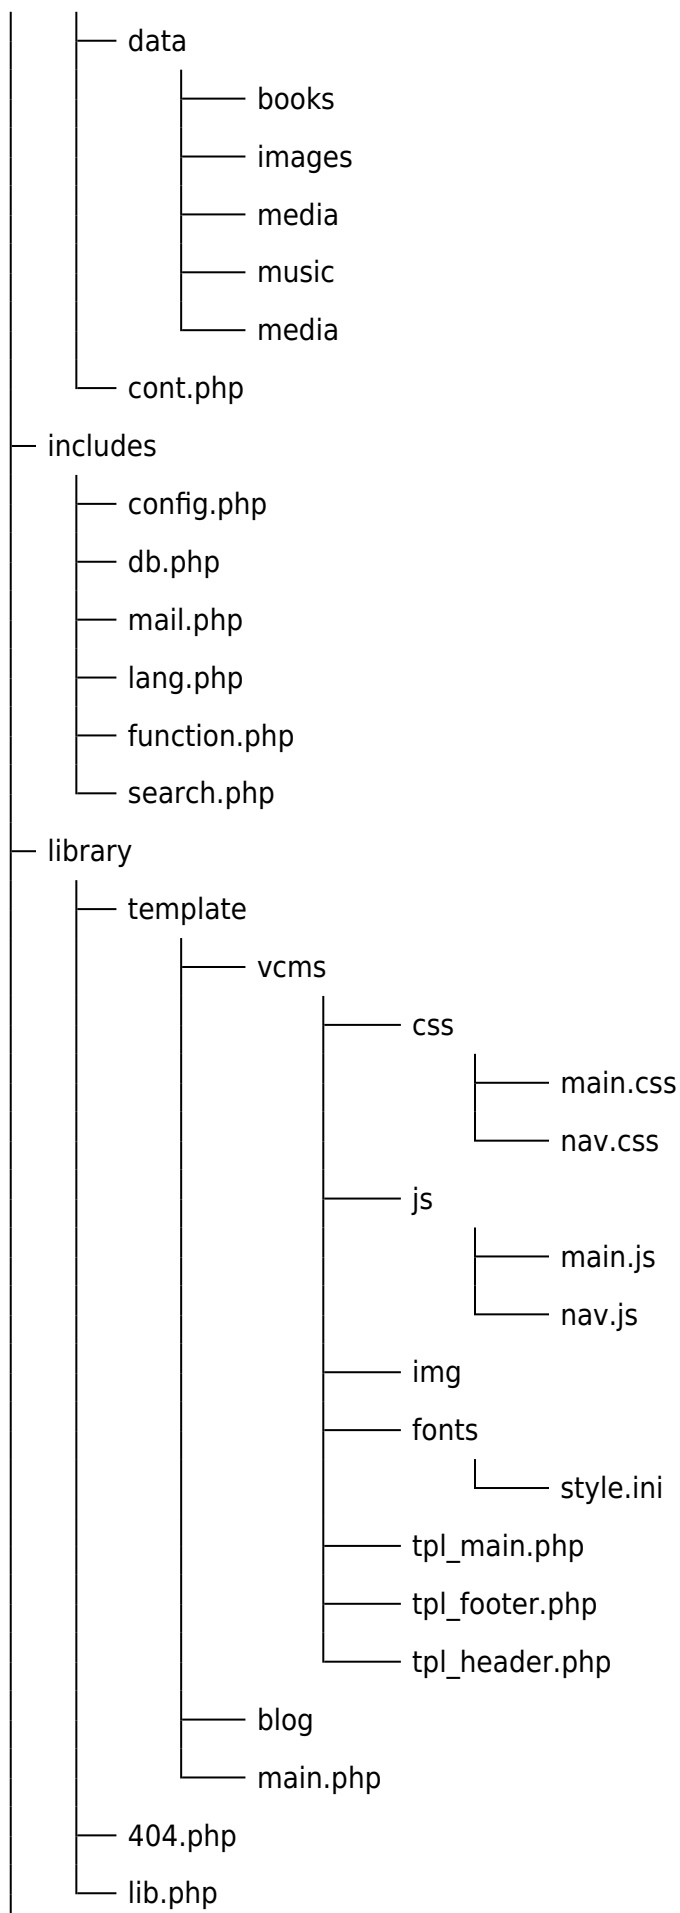 data
books
images
media
music
media
cont.php
includes
config.php
db.php
mail.php
lang.php
function.php
search.php
library
template
vcms
css
main.css
nav.css
js
main.js
nav.js
img
fonts
style.ini
tpl_main.php
tpl_footer.php
tpl_header.php
blog
main.php
404.php
lib.php